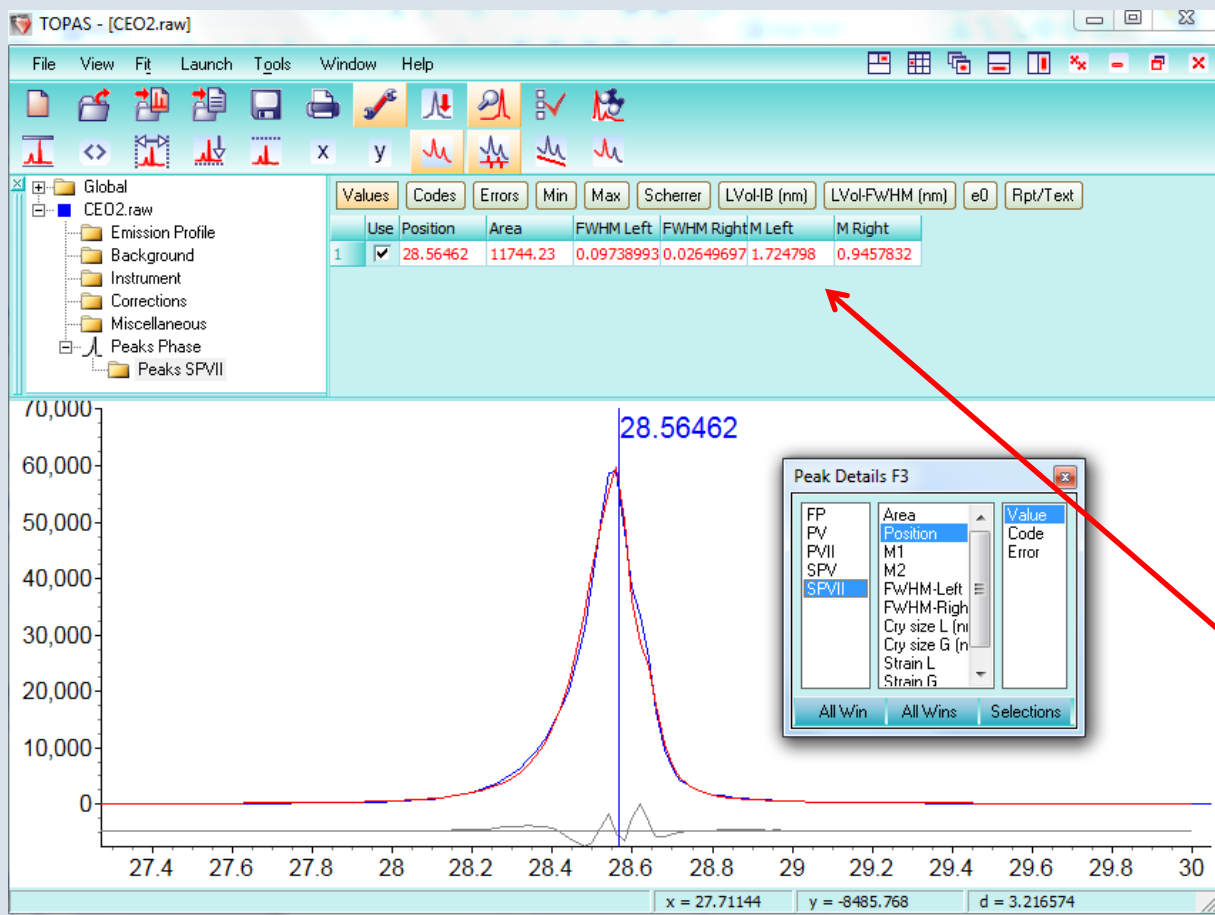 TOPAS - [CEO2.raw]
File View Fit Launch Tools Window Help
x y
Global
CEO2.raw
Emission Profile
Background
Instrument
Corrections
Miscellaneous
Peaks Phase
Peaks SPVII
Values Codes Errors Min Max Scherrer LVol-IB (nm) LVol-FWHM (nm) e0 Rpt/Text
Use Position Area FWHM Left FWHM Right M Left M Right
1 28.56462 11744.23 0.09738993 0.02649697 1.724798 0.9457832
70,000
60,000
50,000
40,000
30,000
20,000
10,000
0
28.56462
Peak Details F3
FP
PV
PVII
SPV
SPVII
Area
Position
M1
M2
FWHM-Left
FWHM-Righ
Cry size L (n
Cry size G (n
Strain L
Strain G
Value
Code
Error
All Win All Wins Selections
27.4 27.6 27.8 28 28.2 28.4 28.6 28.8 29 29.2 29.4 29.6 29.8 30
x = 27.71144 y = -8485.768 d = 3.216574